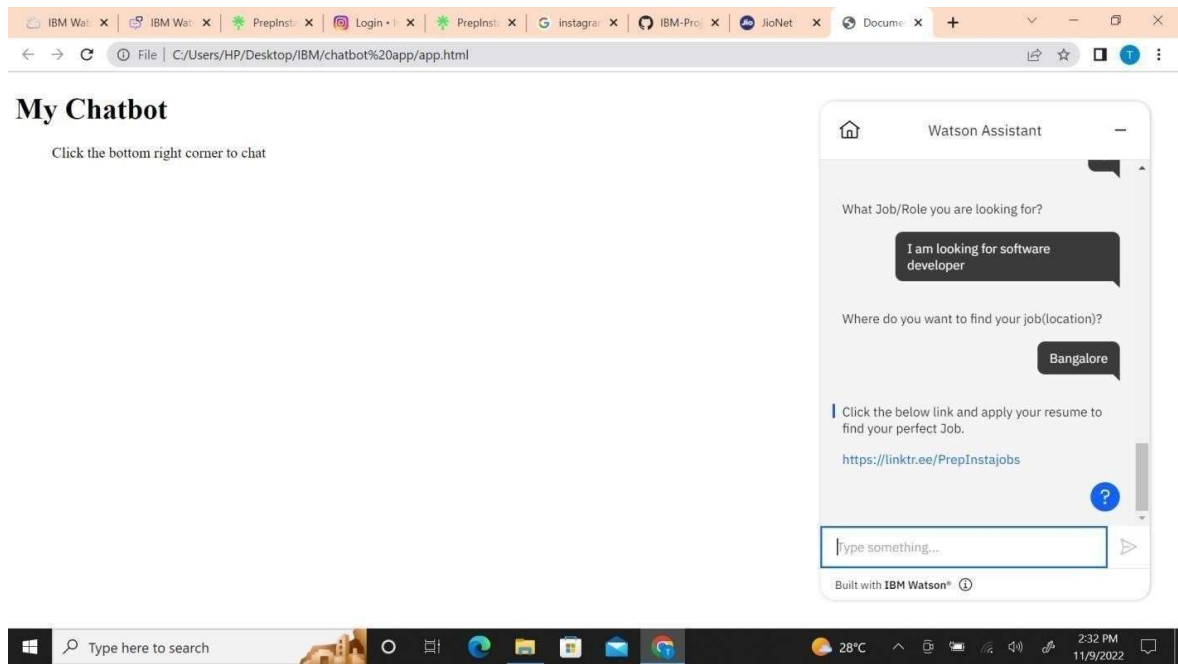 IBM Wat
IBM Wat
PrepInsta
Login •
PrepInst
instagrar
IBM-Proj
JioNet
Docume
File | C:/Users/HP/Desktop/IBM/chatbot%20app/app.html
T
My Chatbot
Click the bottom right corner to chat
Watson Assistant
What Job/Role you are looking for?
I am looking for software
developer
Where do you want to find your job(location)?
Bangalore
Click the below link and apply your resume to
find your perfect Job.
https://linktr.ee/PrepInstajobs
?
Type something...
Built with IBM Watson®
Type here to search
28°C
2:32 PM
11/9/2022